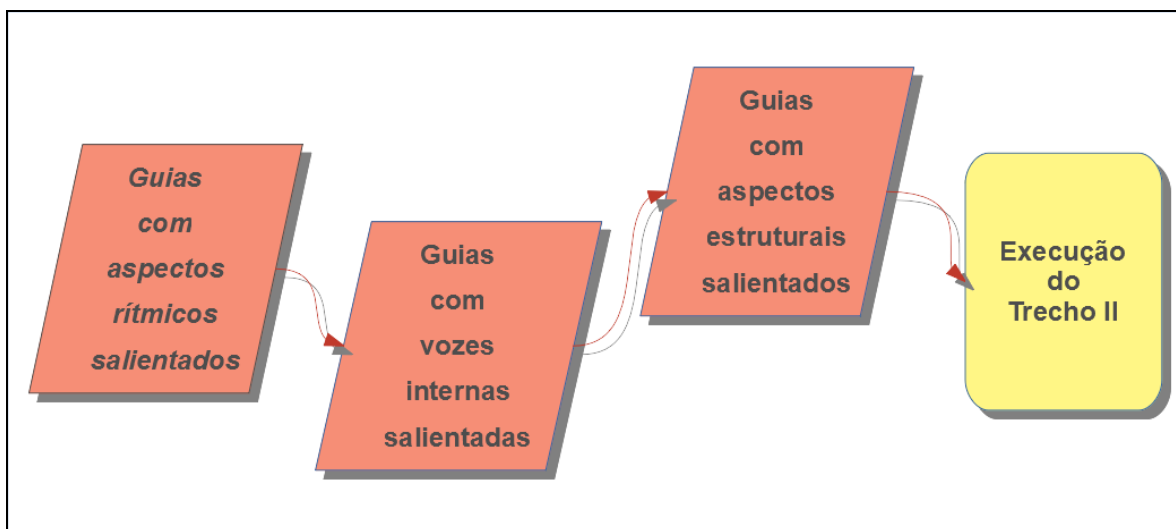 Guias
com
aspectos
rítmicos
salientados
Guias
com
vozes
internas
salientadas
Guias
com
aspectos
estruturais
salientados
Execução
do
Trecho II